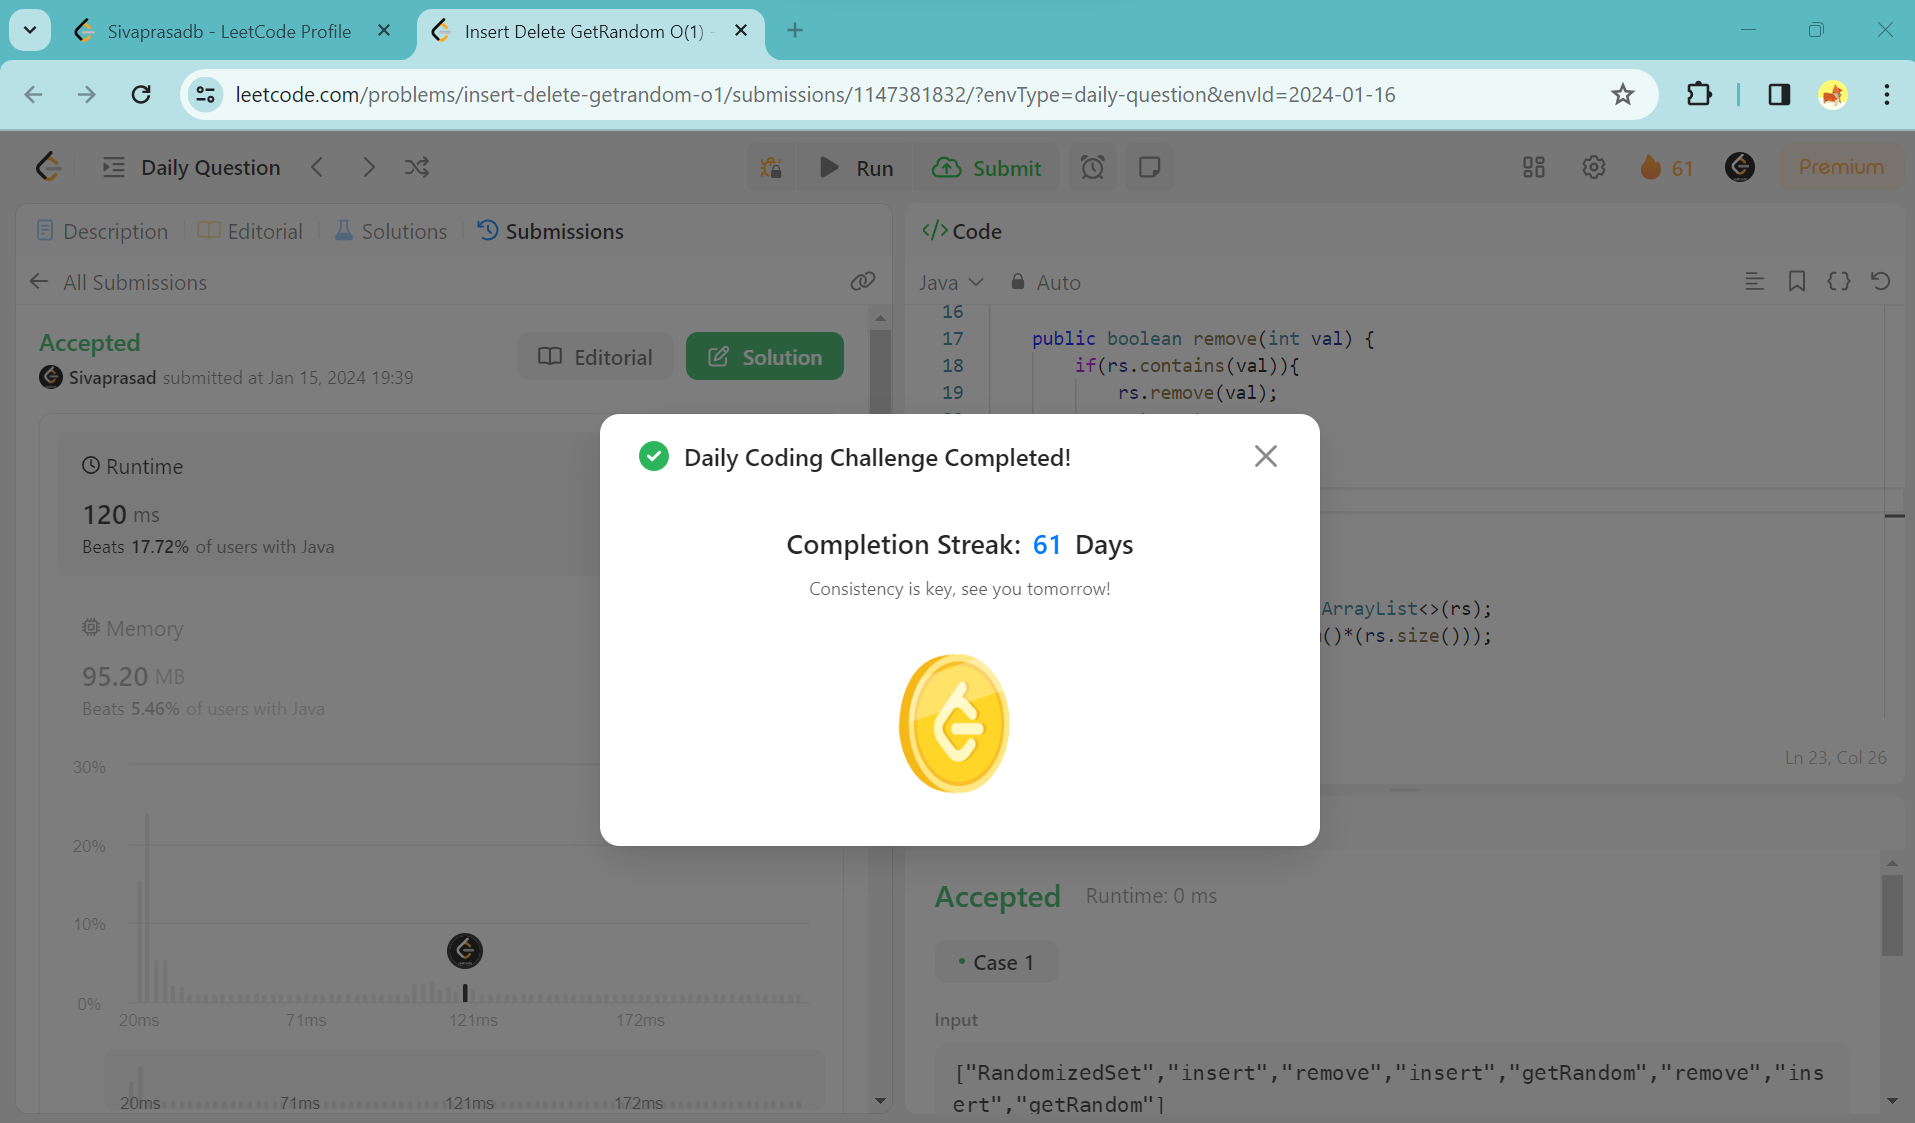 Sivaprasadb - LeetCode Profile
Insert Delete GetRandom O(1) -
leetcode.com/problems/insert-delete-getrandom-o1/submissions/1147381832/?envType=daily-question&envId=2024-01-16
Daily Question
Run
Submit
61
Premium
Description
Editorial
Solutions
Submissions
All Submissions
Accepted
Sivaprasad submitted at Jan 15, 2024 19:39
Editorial
Solution
Runtime
120 ms
Beats 17.72% of users with Java
Memory
95.20 MB
Beats 5.46% of users with Java
30%
20%
10%
0%
20ms 71ms 121ms 172ms
20ms 71ms 121ms 172ms
Daily Coding Challenge Completed!
Completion Streak: 61 Days
Consistency is key, see you tomorrow!
</> Code
Java
Auto
16
17 public boolean remove(int val) {
18 if(rs.contains(val)){
19 rs.remove(val);
ArrayList<>(rs);
()*(rs.size()));
Ln 23, Col 26
Accepted
Runtime: 0 ms
• Case 1
Input
["RandomizedSet","insert","remove","insert","getRandom","remove","ins
ert","getRandom"]